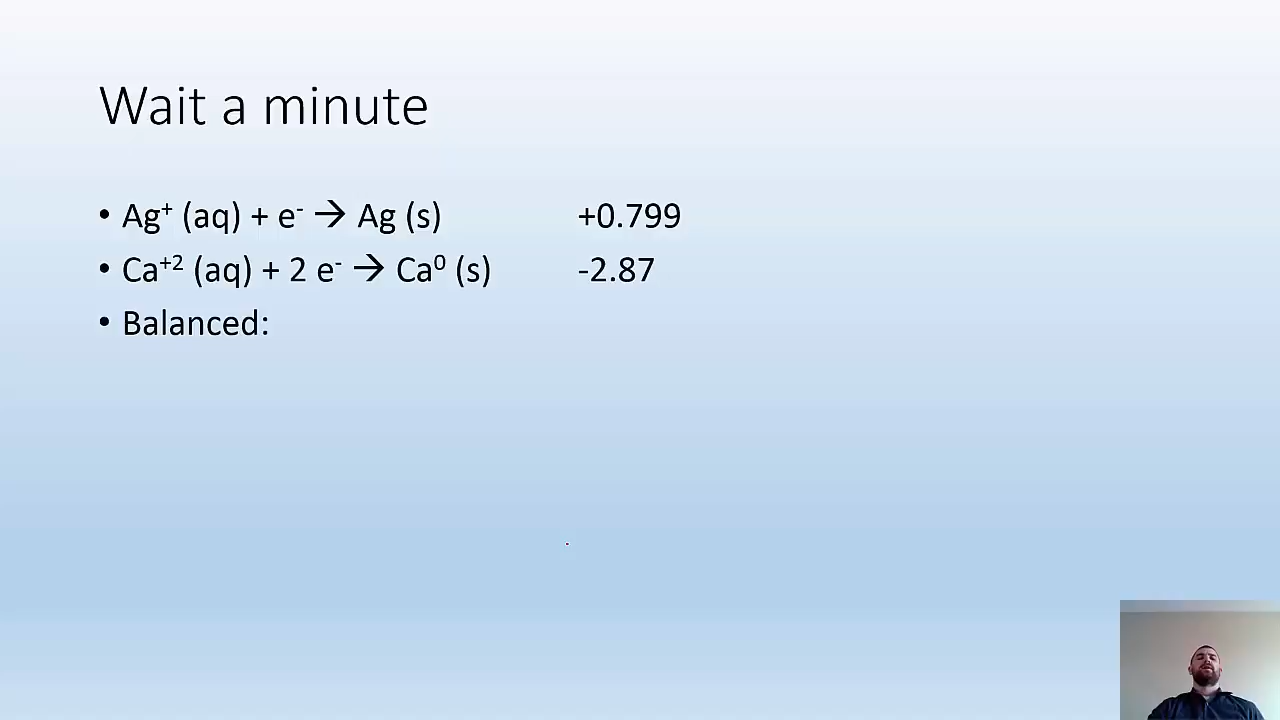 Wait a minute
• Ag⁺ (aq) + e⁻ → Ag (s) +0.799
• Ca⁺² (aq) + 2 e⁻ → Ca⁰ (s) -2.87
• Balanced: